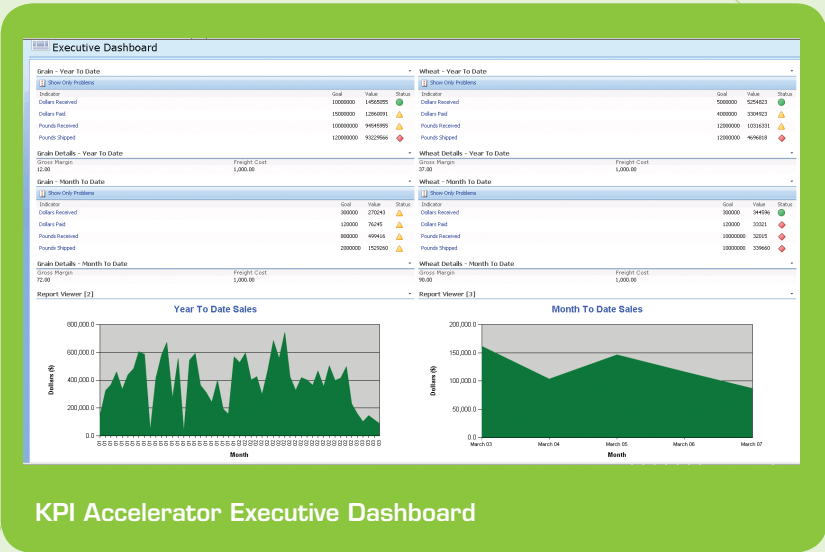 Executive Dashboard
Grain - Year To Date
Show Only Problems
Indicator Goal Value Status
Dollars Received 10000000 14565055
Dollars Paid 15000000 12860091
Pounds Received 100000000 94545955
Pounds Shipped 120000000 93229566
Grain Details - Year To Date
Gross Margin Freight Cost
12.00 1,000.00
Grain - Month To Date
Show Only Problems
Indicator Goal Value Status
Dollars Received 300000 270243
Dollars Paid 120000 76245
Pounds Received 800000 499416
Pounds Shipped 2000000 1529260
Grain Details - Month To Date
Gross Margin Freight Cost
72.00 1,000.00
Report Viewer [2]
Year To Date Sales
800,000.0
600,000.0
400,000.0
200,000.0
0.0
Dollars ($)
Month
Wheat - Year To Date
Show Only Problems
Indicator Goal Value Status
Dollars Received 5000000 5254823
Dollars Paid 4000000 3304923
Pounds Received 12000000 10316331
Pounds Shipped 12000000 4696818
Wheat Details - Year To Date
Gross Margin Freight Cost
37.00 1,000.00
Wheat - Month To Date
Show Only Problems
Indicator Goal Value Status
Dollars Received 300000 344596
Dollars Paid 120000 33321
Pounds Received 10000000 32015
Pounds Shipped 10000000 339660
Wheat Details - Month To Date
Gross Margin Freight Cost
90.00 1,000.00
Report Viewer [3]
Month To Date Sales
200,000.0
150,000.0
100,000.0
50,000.0
0.0
Dollars ($)
March 03 March 04 March 05 March 06 March 07
Month
KPI Accelerator Executive Dashboard